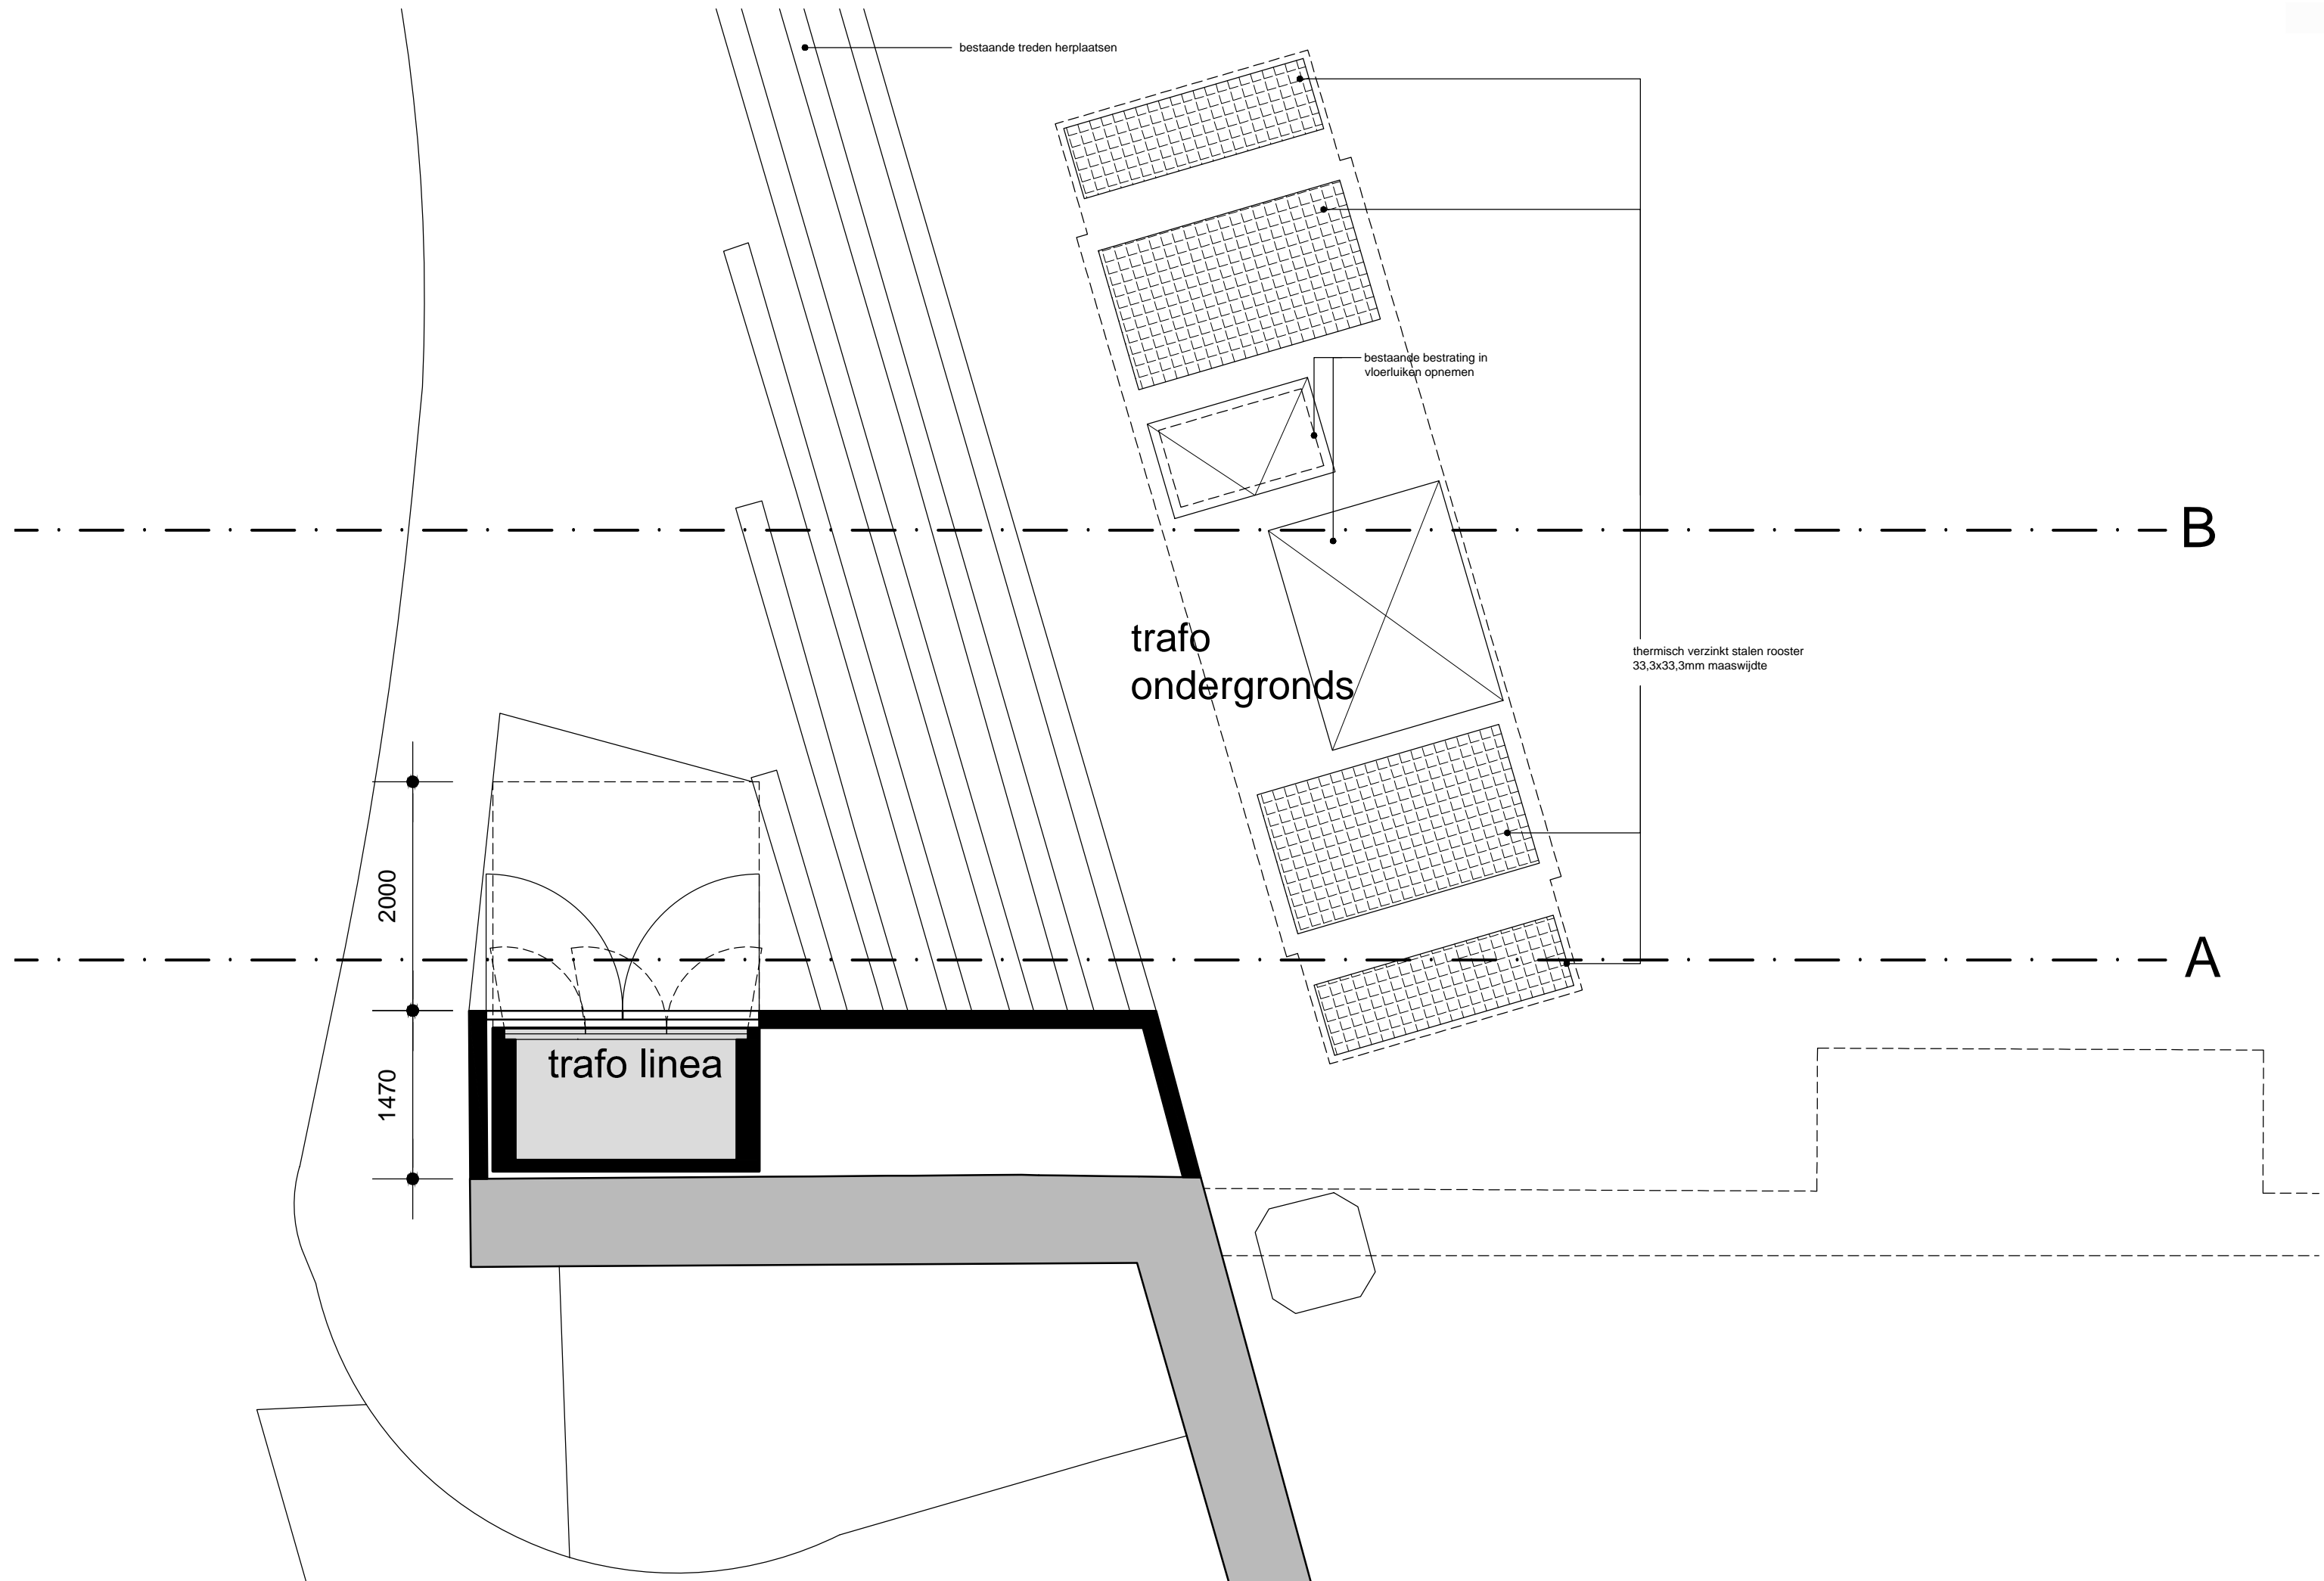 bestaande treden herplaatsen
bestaande bestrating in
vloerluiken opnemen
B
trafo
ondergronds
thermisch verzinkt stalen rooster
33,3x33,3mm maaswijdte
2000
A
trafo linea
1470